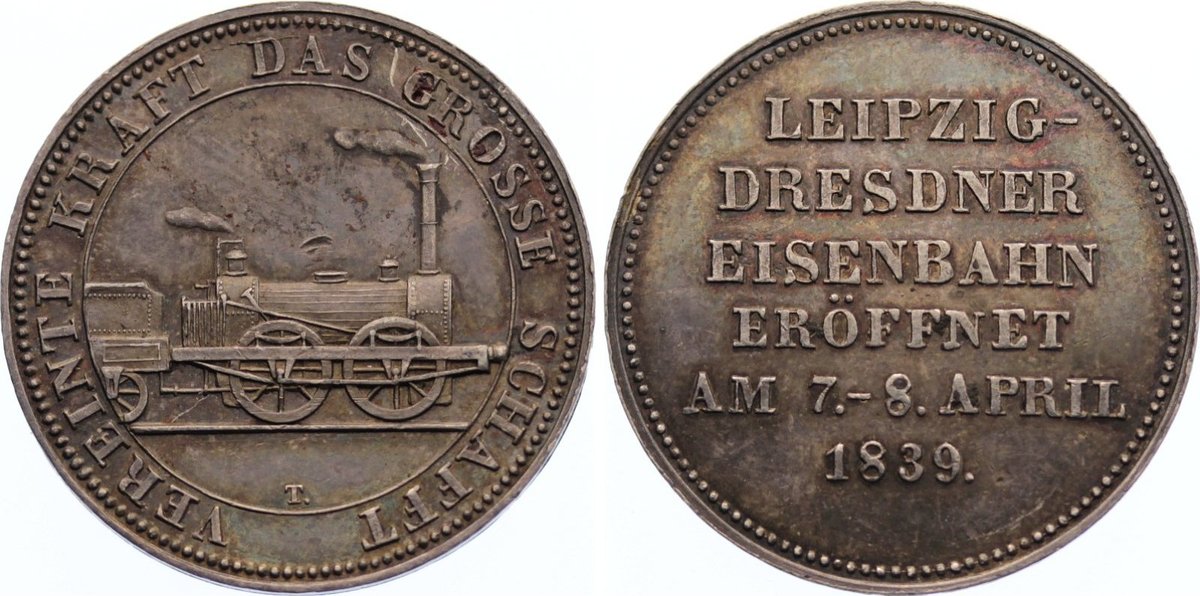 VEREINTE KRAFT DAS GROSSE SCHAFFT
T.
LEIPZIG-
DRESDNER
EISENBAHN
ERÖFFNET
AM 7.-8. APRIL
1839.